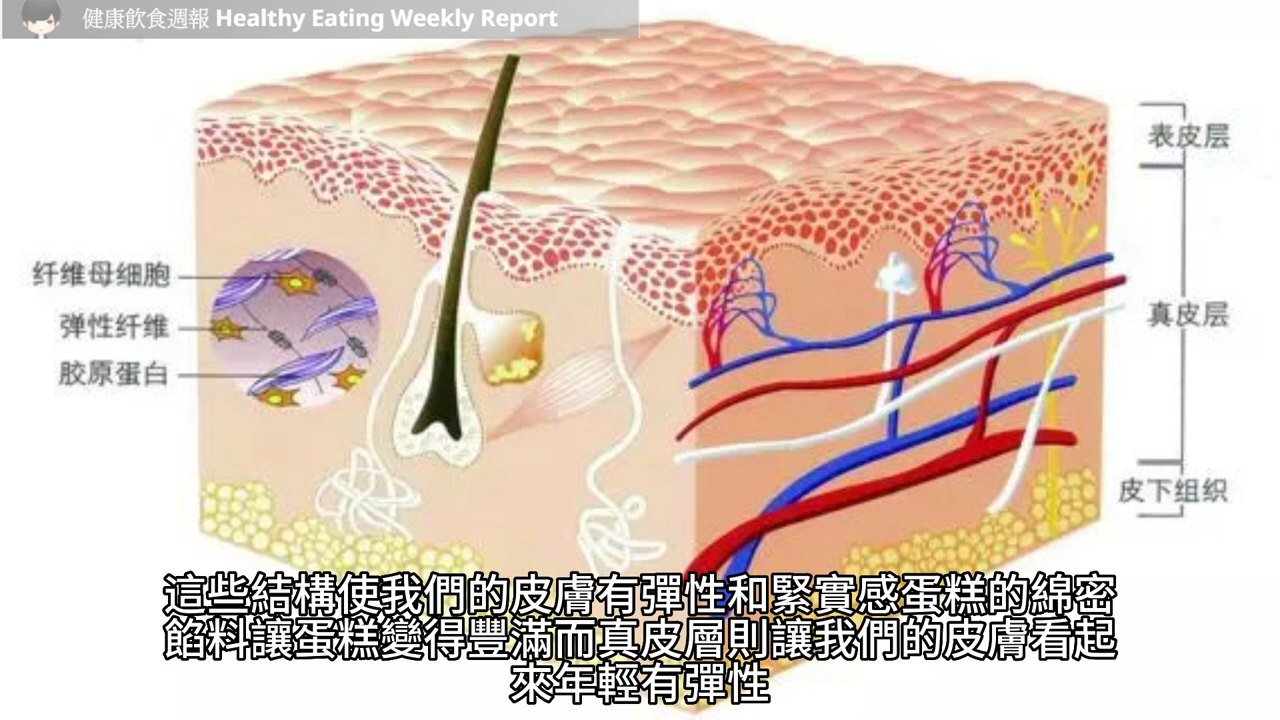 健康飲食週報 Healthy Eating Weekly Report
表皮层
纤维母细胞
弹性纤维
真皮层
胶原蛋白
皮下组织
這些結構使我們的皮膚有彈性和緊實感蛋糕的綿密
餡料讓蛋糕變得豐滿而真皮層則讓我們的皮膚看起
來年輕有彈性